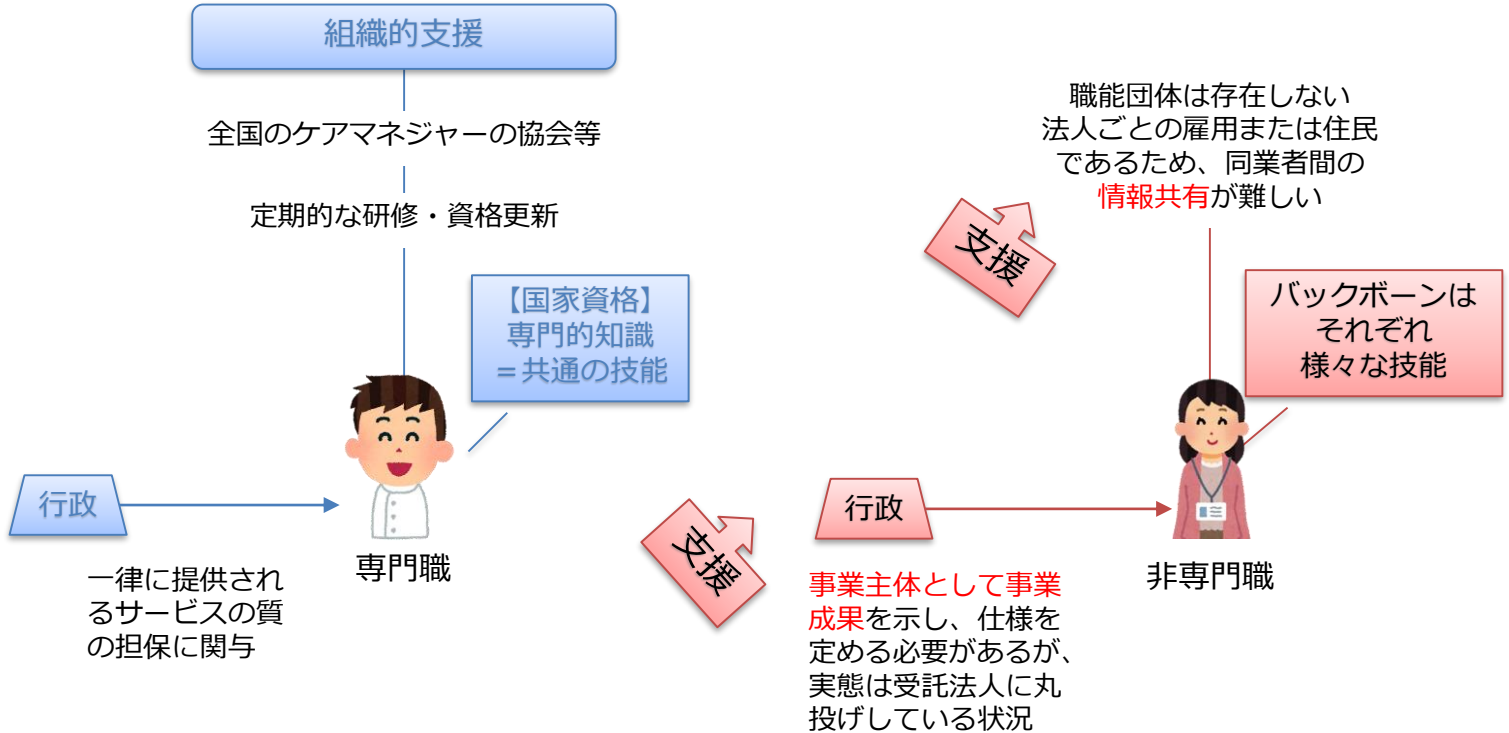 組織的支援
全国のケアマネジャーの協会等
定期的な研修・資格更新
【国家資格】
専門的知識
＝共通の技能
行政
専門職
一律に提供され
るサービスの質
の担保に関与
職能団体は存在しない
法人ごとの雇用または住民
であるため、同業者間の
情報共有が難しい
支援
バックボーンは
それぞれ
様々な技能
支援
行政
非専門職
事業主体として事業
成果を示し、仕様を
定める必要があるが、
実態は受託法人に丸
投げしている状況